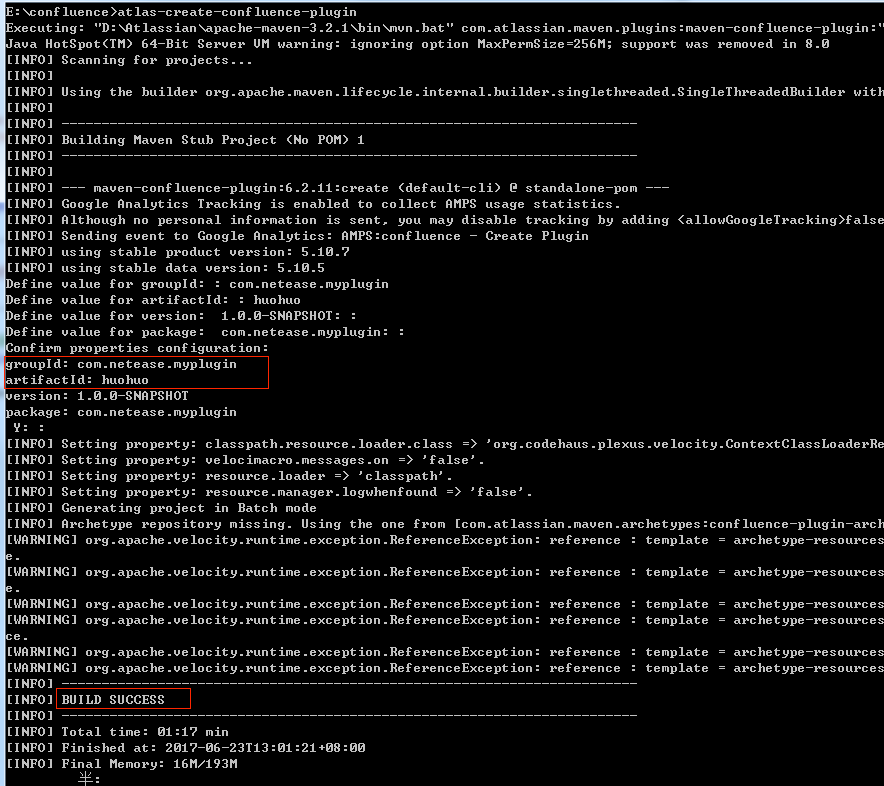 E:\confluence>atlas-create-confluence-plugin
Executing: "D:\Atlassian\apache-maven-3.2.1\bin\mvn.bat" com.atlassian.maven.plugins:maven-confluence-plugin:"
Java HotSpot(TM) 64-Bit Server VM warning: ignoring option MaxPermSize=256M; support was removed in 8.0
[INFO] Scanning for projects...
[INFO]
[INFO] Using the builder org.apache.maven.lifecycle.internal.builder.singlethreaded.SingleThreadedBuilder with
[INFO]
[INFO] ------------------------------------------------------------------------
[INFO] Building Maven Stub Project (No POM) 1
[INFO] ------------------------------------------------------------------------
[INFO]
[INFO] --- maven-confluence-plugin:6.2.11:create (default-cli) @ standalone-pom ---
[INFO] Google Analytics Tracking is enabled to collect AMPS usage statistics.
[INFO] Although no personal information is sent, you may disable tracking by adding <allowGoogleTracking>false
[INFO] Sending event to Google Analytics: AMPS:confluence - Create Plugin
[INFO] using stable product version: 5.10.7
[INFO] using stable data version: 5.10.5
Define value for groupId: : com.netease.myplugin
Define value for artifactId: : huohuo
Define value for version:  1.0.0-SNAPSHOT: :
Define value for package:  com.netease.myplugin: :
Confirm properties configuration:
groupId: com.netease.myplugin
artifactId: huohuo
version: 1.0.0-SNAPSHOT
package: com.netease.myplugin
 Y: :
[INFO] Setting property: classpath.resource.loader.class => 'org.codehaus.plexus.velocity.ContextClassLoaderRe
[INFO] Setting property: velocimacro.messages.on => 'false'.
[INFO] Setting property: resource.loader => 'classpath'.
[INFO] Setting property: resource.manager.logwhenfound => 'false'.
[INFO] Generating project in Batch mode
[INFO] Archetype repository missing. Using the one from [com.atlassian.maven.archetypes:confluence-plugin-arch
[WARNING] org.apache.velocity.runtime.exception.ReferenceException: reference : template = archetype-resources
e.
[WARNING] org.apache.velocity.runtime.exception.ReferenceException: reference : template = archetype-resources
e.
[WARNING] org.apache.velocity.runtime.exception.ReferenceException: reference : template = archetype-resources
[WARNING] org.apache.velocity.runtime.exception.ReferenceException: reference : template = archetype-resources
ce.
[WARNING] org.apache.velocity.runtime.exception.ReferenceException: reference : template = archetype-resources
[WARNING] org.apache.velocity.runtime.exception.ReferenceException: reference : template = archetype-resources
[INFO] ------------------------------------------------------------------------
[INFO] BUILD SUCCESS
[INFO] ------------------------------------------------------------------------
[INFO] Total time: 01:17 min
[INFO] Finished at: 2017-06-23T13:01:21+08:00
[INFO] Final Memory: 16M/193M
半: